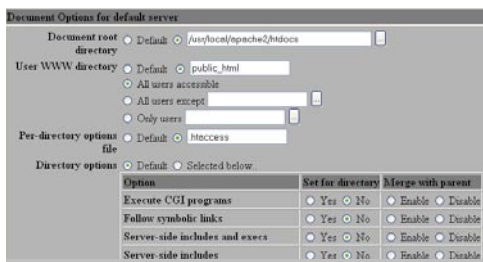 Document Options for default server
Document root directory Default /usr/local/apache2/htdocs ...
User WWW directory Default public_html
All users accessible
All users except ...
Only users ...
Per-directory options file Default .htaccess
Directory options Default Selected below..
Option Set for directory Merge with parent
Execute CGI programs Yes No Enable Disable
Follow symbolic links Yes No Enable Disable
Server-side includes and execs Yes No Enable Disable
Server-side includes Yes No Enable Disable